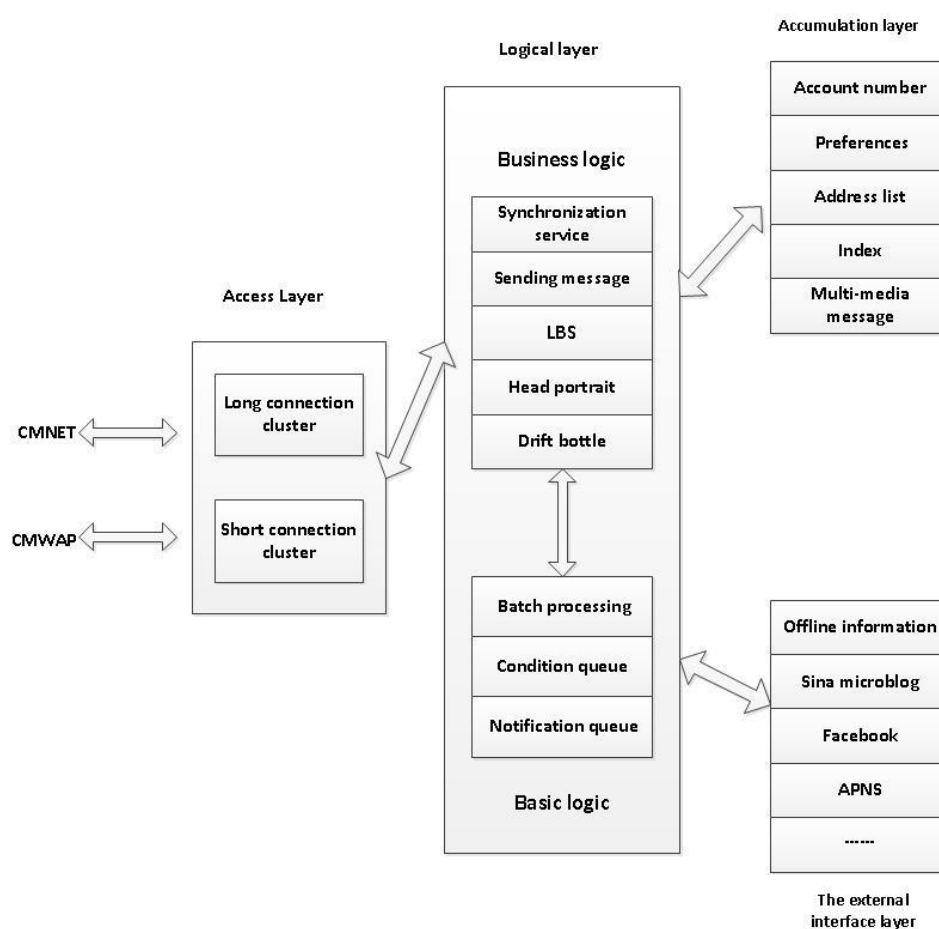 Accumulation layer
Logical layer
Account number
Preferences
Address list
Index
Multi-media
message
Business logic
Synchronization
service
Sending message
LBS
Head portrait
Drift bottle
Access Layer
Long connection
cluster
Short connection
cluster
CMNET
CMWAP
Batch processing
Condition queue
Notification queue
Basic logic
Offline information
Sina microblog
Facebook
APNS
------
The external
interface layer